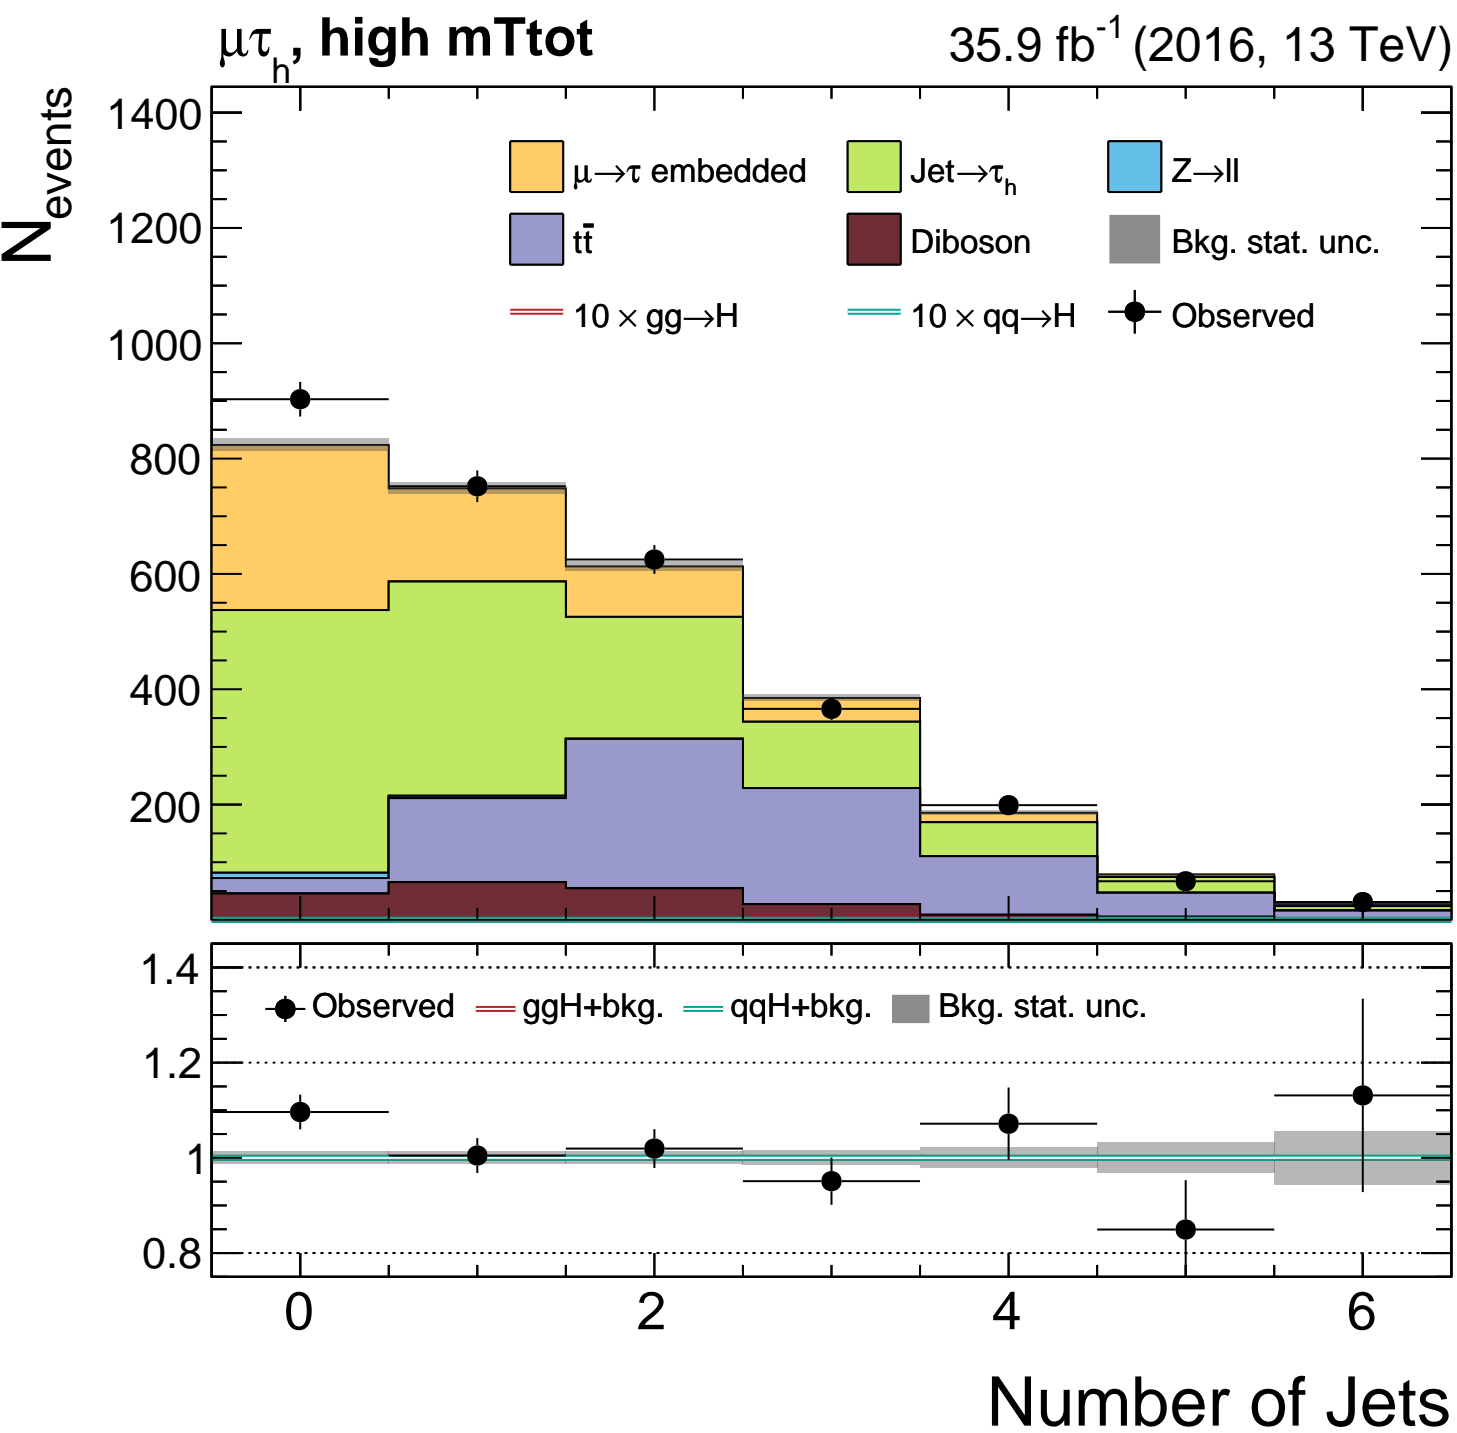 μτh, high mTtot 35.9 fb-1 (2016, 13 TeV)
Nevents
1400
1200
1000
800
600
400
200
μ→τ embedded Jet→τh Z→ll
tt̄ Diboson Bkg. stat. unc.
10 × gg→H 10 × qq→H Observed
1.4
1.2
1
0.8
Observed ggH+bkg. qqH+bkg. Bkg. stat. unc.
0 2 4 6
Number of Jets